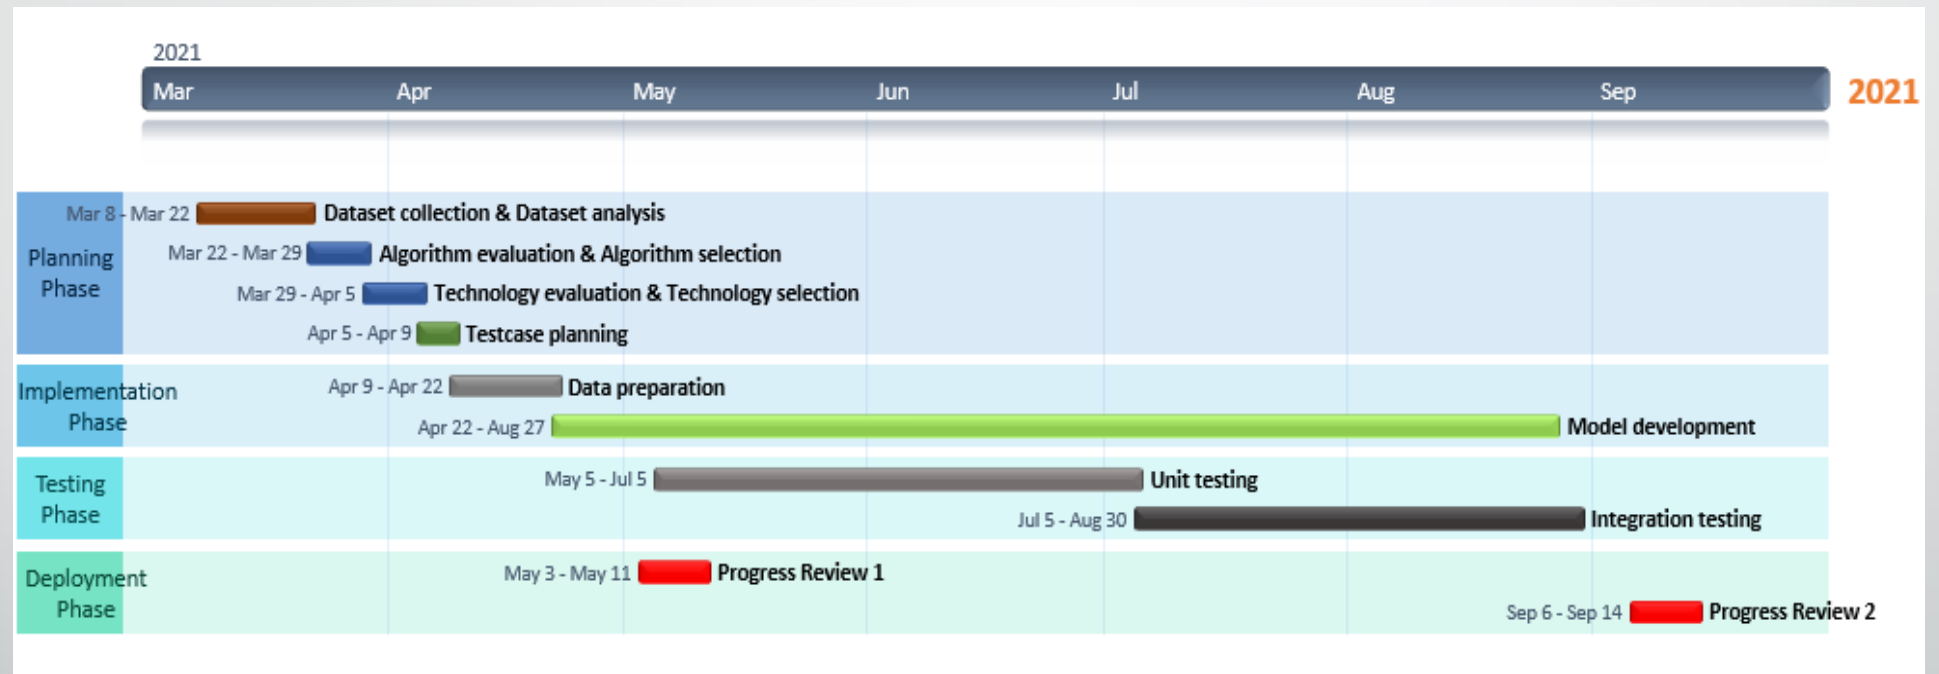 2021
Mar Apr May Jun Jul Aug Sep 2021
Planning
Phase
Mar 8 - Mar 22 Dataset collection & Dataset analysis
Mar 22 - Mar 29 Algorithm evaluation & Algorithm selection
Mar 29 - Apr 5 Technology evaluation & Technology selection
Apr 5 - Apr 9 Testcase planning
Implementation
Phase
Apr 9 - Apr 22 Data preparation
Apr 22 - Aug 27 Model development
Testing
Phase
May 5 - Jul 5 Unit testing
Jul 5 - Aug 30 Integration testing
Deployment
Phase
May 3 - May 11 Progress Review 1
Sep 6 - Sep 14 Progress Review 2